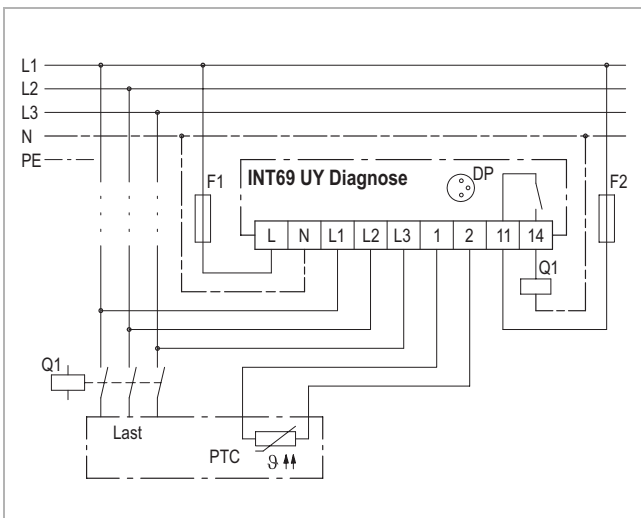 L1
L2
L3
N
PE
F1
INT69 UY Diagnose
DP
F2
L N L1 L2 L3 1 2 11 14
Q1
Q1
Last
PTC
ϑ